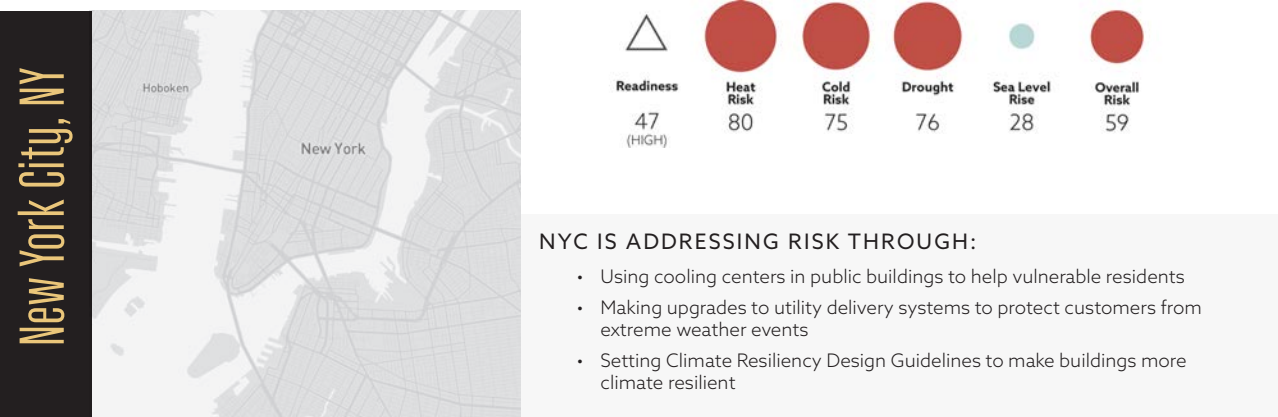 New York City, NY
Hoboken
New York
Readiness
47
(HIGH)
Heat
Risk
80
Cold
Risk
75
Drought
76
Sea Level
Rise
28
Overall
Risk
59
NYC IS ADDRESSING RISK THROUGH:
• Using cooling centers in public buildings to help vulnerable residents
• Making upgrades to utility delivery systems to protect customers from
extreme weather events
• Setting Climate Resiliency Design Guidelines to make buildings more
climate resilient